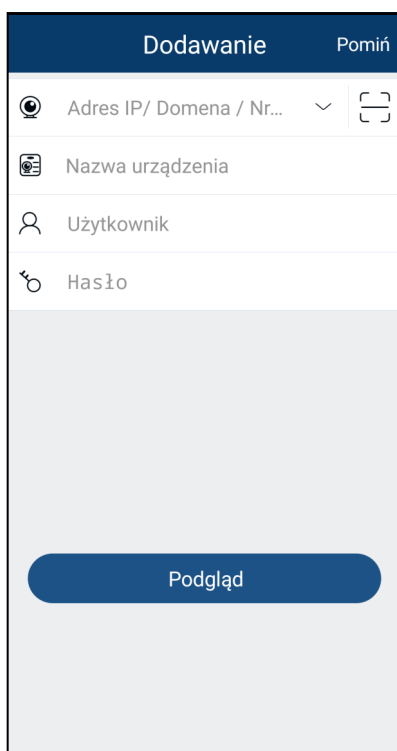 Dodawanie Pomiń
Adres IP/ Domena / Nr...
Nazwa urządzenia
Użytkownik
Hasło
Podgląd